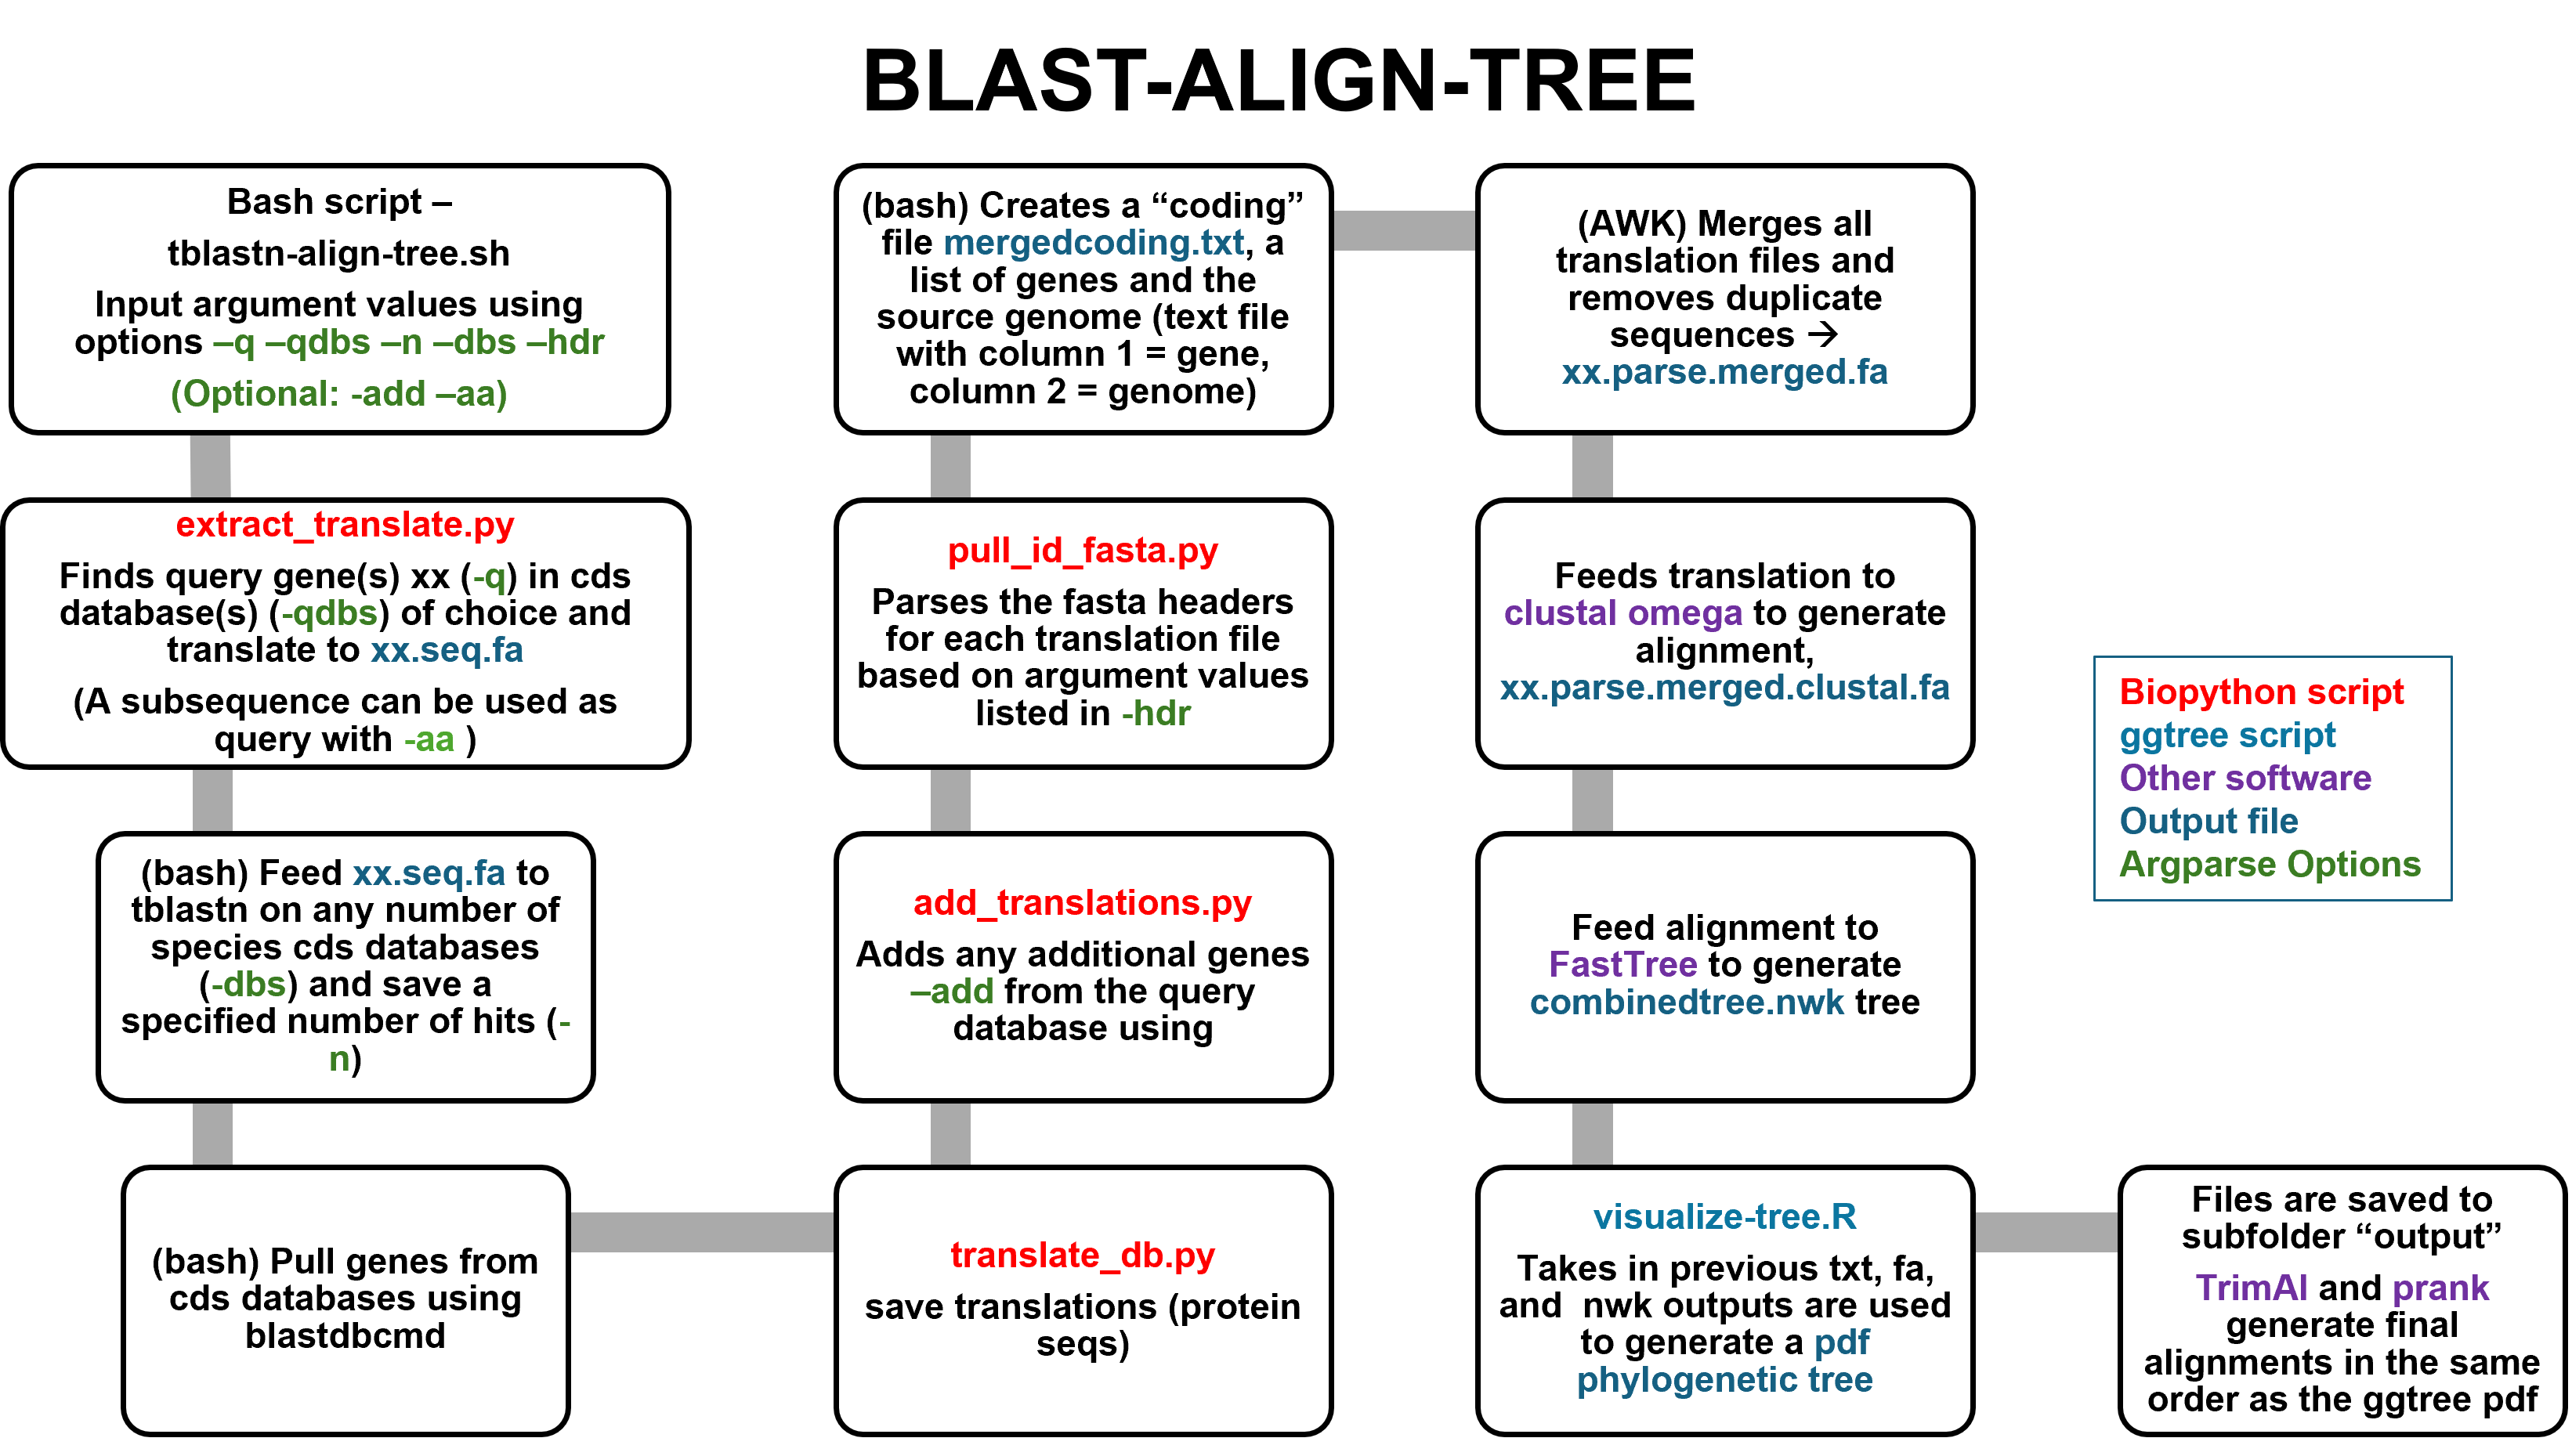 BLAST-ALIGN-TREE
Bash script –
tblastn-align-tree.sh
Input argument values using
options –q –qdbs –n –dbs –hdr
(Optional: -add –aa)
extract_translate.py
Finds query gene(s) xx (-q) in cds
database(s) (-qdbs) of choice and
translate to xx.seq.fa
(A subsequence can be used as
query with -aa )
(bash) Feed xx.seq.fa to
tblastn on any number of
species cds databases
(-dbs) and save a
specified number of hits (-
n)
(bash) Pull genes from
cds databases using
blastdbcmd
translate_db.py
save translations (protein
seqs)
add_translations.py
Adds any additional genes
–add from the query
database using
pull_id_fasta.py
Parses the fasta headers
for each translation file
based on argument values
listed in -hdr
(bash) Creates a “coding”
file mergedcoding.txt, a
list of genes and the
source genome (text file
with column 1 = gene,
column 2 = genome)
(AWK) Merges all
translation files and
removes duplicate
sequences →
xx.parse.merged.fa
Feeds translation to
clustal omega to generate
alignment,
xx.parse.merged.clustal.fa
Feed alignment to
FastTree to generate
combinedtree.nwk tree
visualize-tree.R
Takes in previous txt, fa,
and  nwk outputs are used
to generate a pdf
phylogenetic tree
Files are saved to
subfolder “output”
TrimAl and prank
generate final
alignments in the same
order as the ggtree pdf
Biopython script
ggtree script
Other software
Output file
Argparse Options